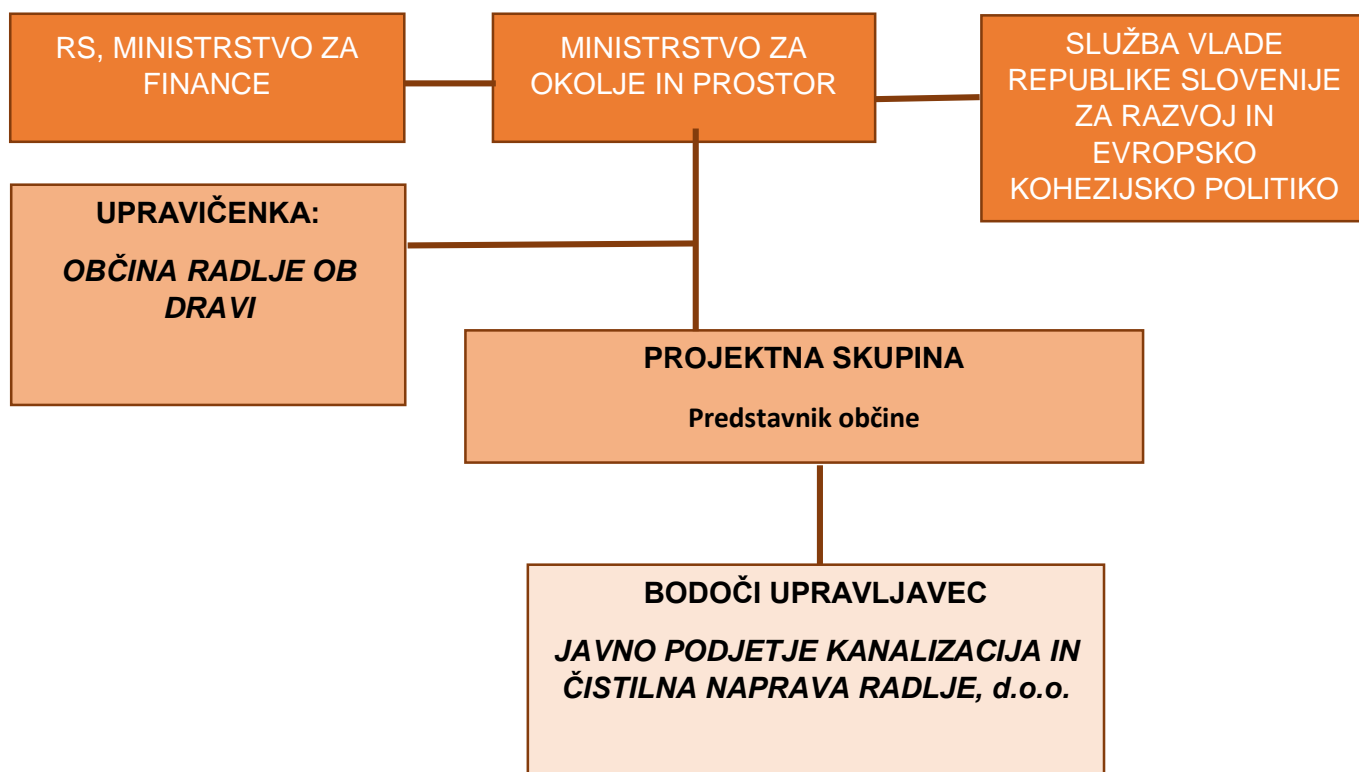 RS, MINISTRSTVO ZA
FINANCE
MINISTRSTVO ZA
OKOLJE IN PROSTOR
SLUŽBA VLADE
REPUBLIKE SLOVENIJE
ZA RAZVOJ IN
EVROPSKO
KOHEZIJSKO POLITIKO
UPRAVIČENKA:
OBČINA RADLJE OB
DRAVI
PROJEKTNA SKUPINA
Predstavnik občine
BODOČI UPRAVLJAVEC
JAVNO PODJETJE KANALIZACIJA IN
ČISTILNA NAPRAVA RADLJE, d.o.o.